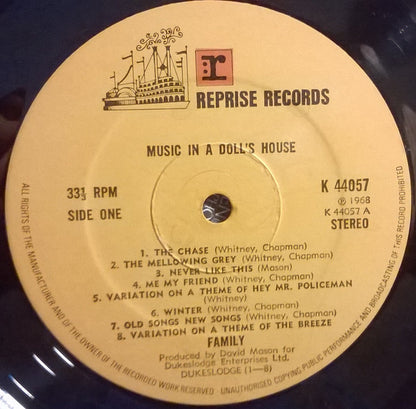 r
REPRISE RECORDS
MUSIC IN A DOLL'S HOUSE
33⅓ RPM
SIDE ONE
K 44057
℗ 1968
K 44057 A
STEREO
1. THE CHASE (Whitney, Chapman)
2. THE MELLOWING GREY (Whitney, Chapman)
3. NEVER LIKE THIS (Mason)
4. ME MY FRIEND (Whitney, Chapman)
5. VARIATION ON A THEME OF HEY MR. POLICEMAN
(Whitney)
6. WINTER (Whitney, Chapman)
7. OLD SONGS NEW SONGS (Whitney, Chapman)
8. VARIATION ON A THEME OF THE BREEZE
FAMILY
Produced by David Mason for
Dukeslodge Enterprises Ltd.
DUKESLODGE (1—8)
ALL RIGHTS OF THE MANUFACTURER AND OF THE OWNER OF THE RECORDED WORK RESERVED · UNAUTHORISED COPYING PUBLIC PERFORMANCE AND BROADCASTING OF THIS RECORD PROHIBITED